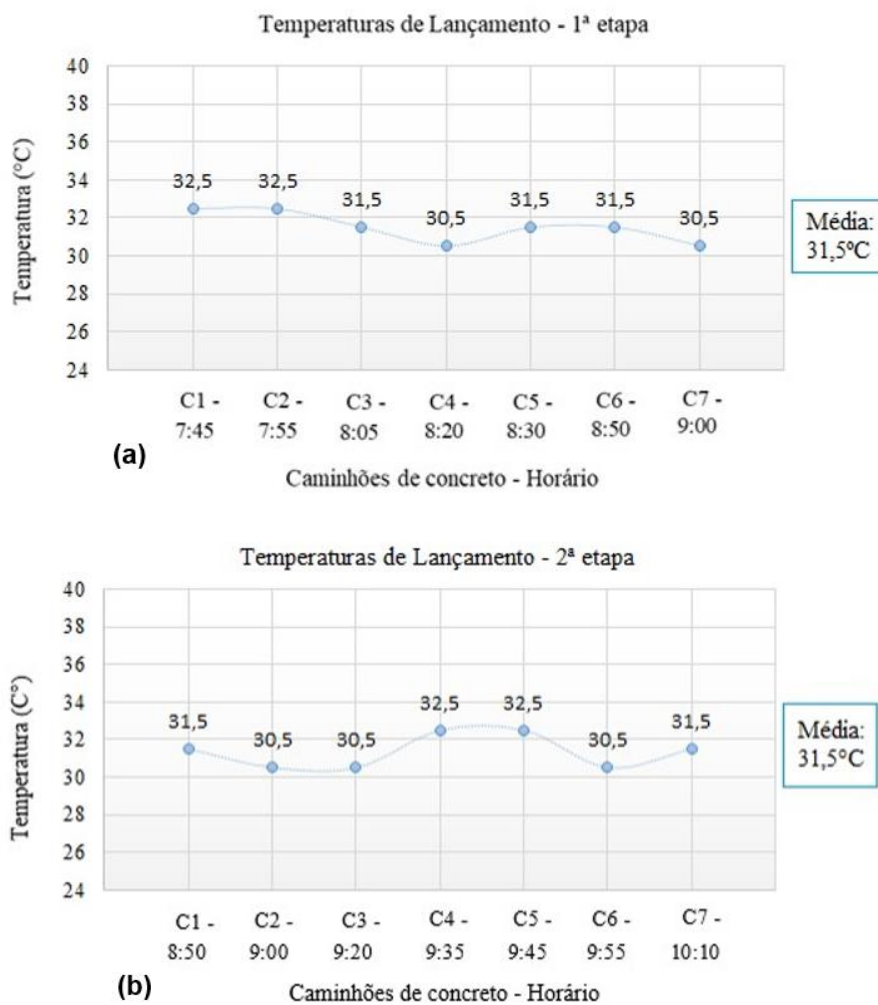 Temperaturas de Lançamento - 1ª etapa
Temperatura (°C)
40
38
36
34
32
30
28
26
24
32,5
32,5
31,5
30,5
31,5
31,5
30,5
Média:
31,5ºC
C1 -
7:45
C2 -
7:55
C3 -
8:05
C4 -
8:20
C5 -
8:30
C6 -
8:50
C7 -
9:00
(a)
Caminhões de concreto - Horário
Temperaturas de Lançamento - 2ª etapa
Temperatura (C°)
40
38
36
34
32
30
28
26
24
31,5
30,5
30,5
32,5
32,5
30,5
31,5
Média:
31,5°C
C1 -
8:50
C2 -
9:00
C3 -
9:20
C4 -
9:35
C5 -
9:45
C6 -
9:55
C7 -
10:10
(b)
Caminhões de concreto - Horário